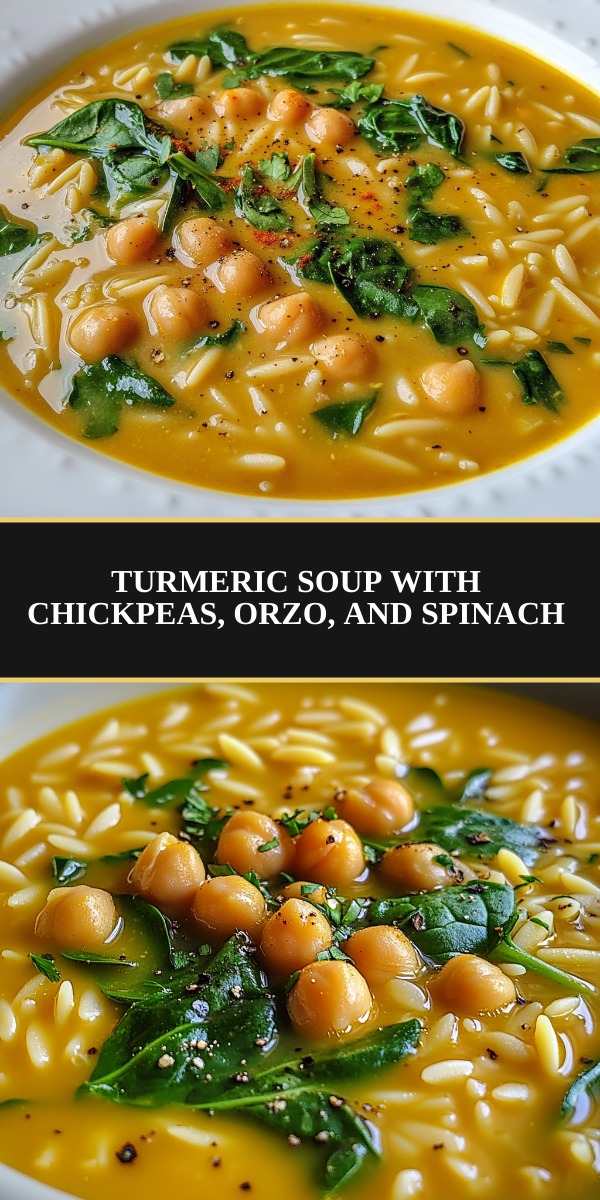 TURMERIC SOUP WITH
CHICKPEAS, ORZO, AND SPINACH